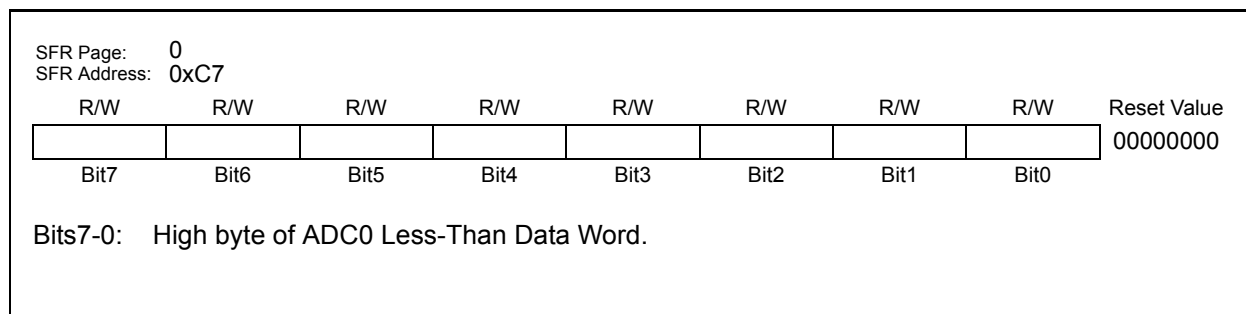 SFR Page: 0
SFR Address: 0xC7
R/W R/W R/W R/W R/W R/W R/W R/W Reset Value
00000000
Bit7 Bit6 Bit5 Bit4 Bit3 Bit2 Bit1 Bit0
Bits7-0: High byte of ADC0 Less-Than Data Word.